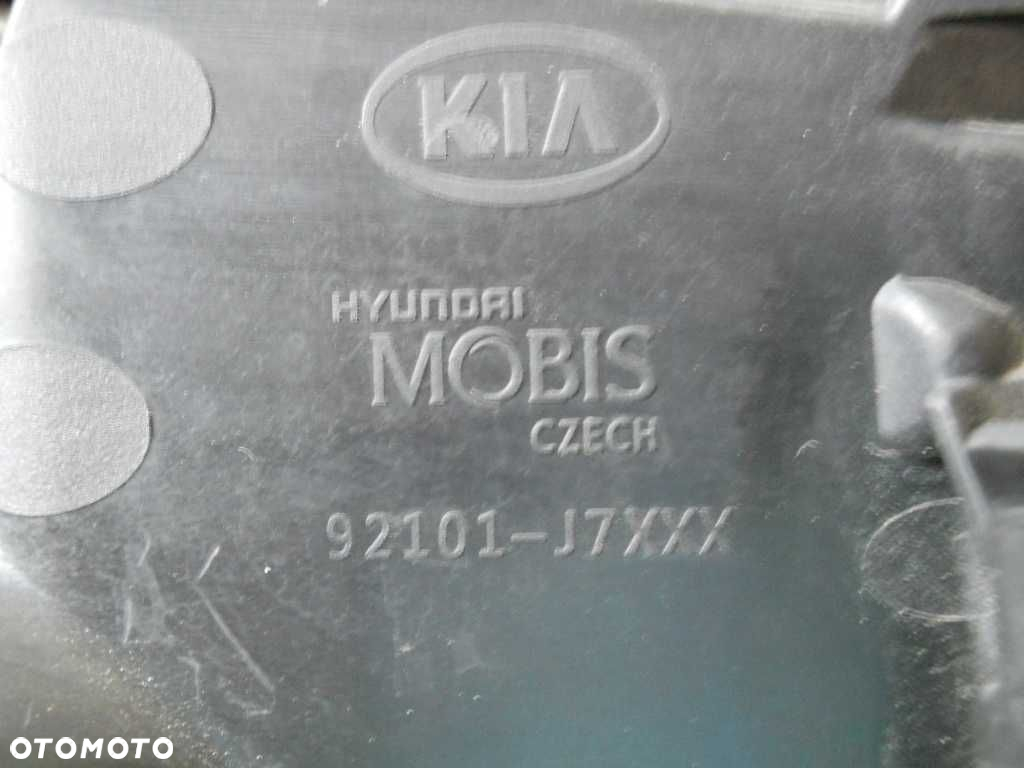 KIA
HYUNDAI
MOBIS
CZECH
92101-J7XXX
OTOMOTO